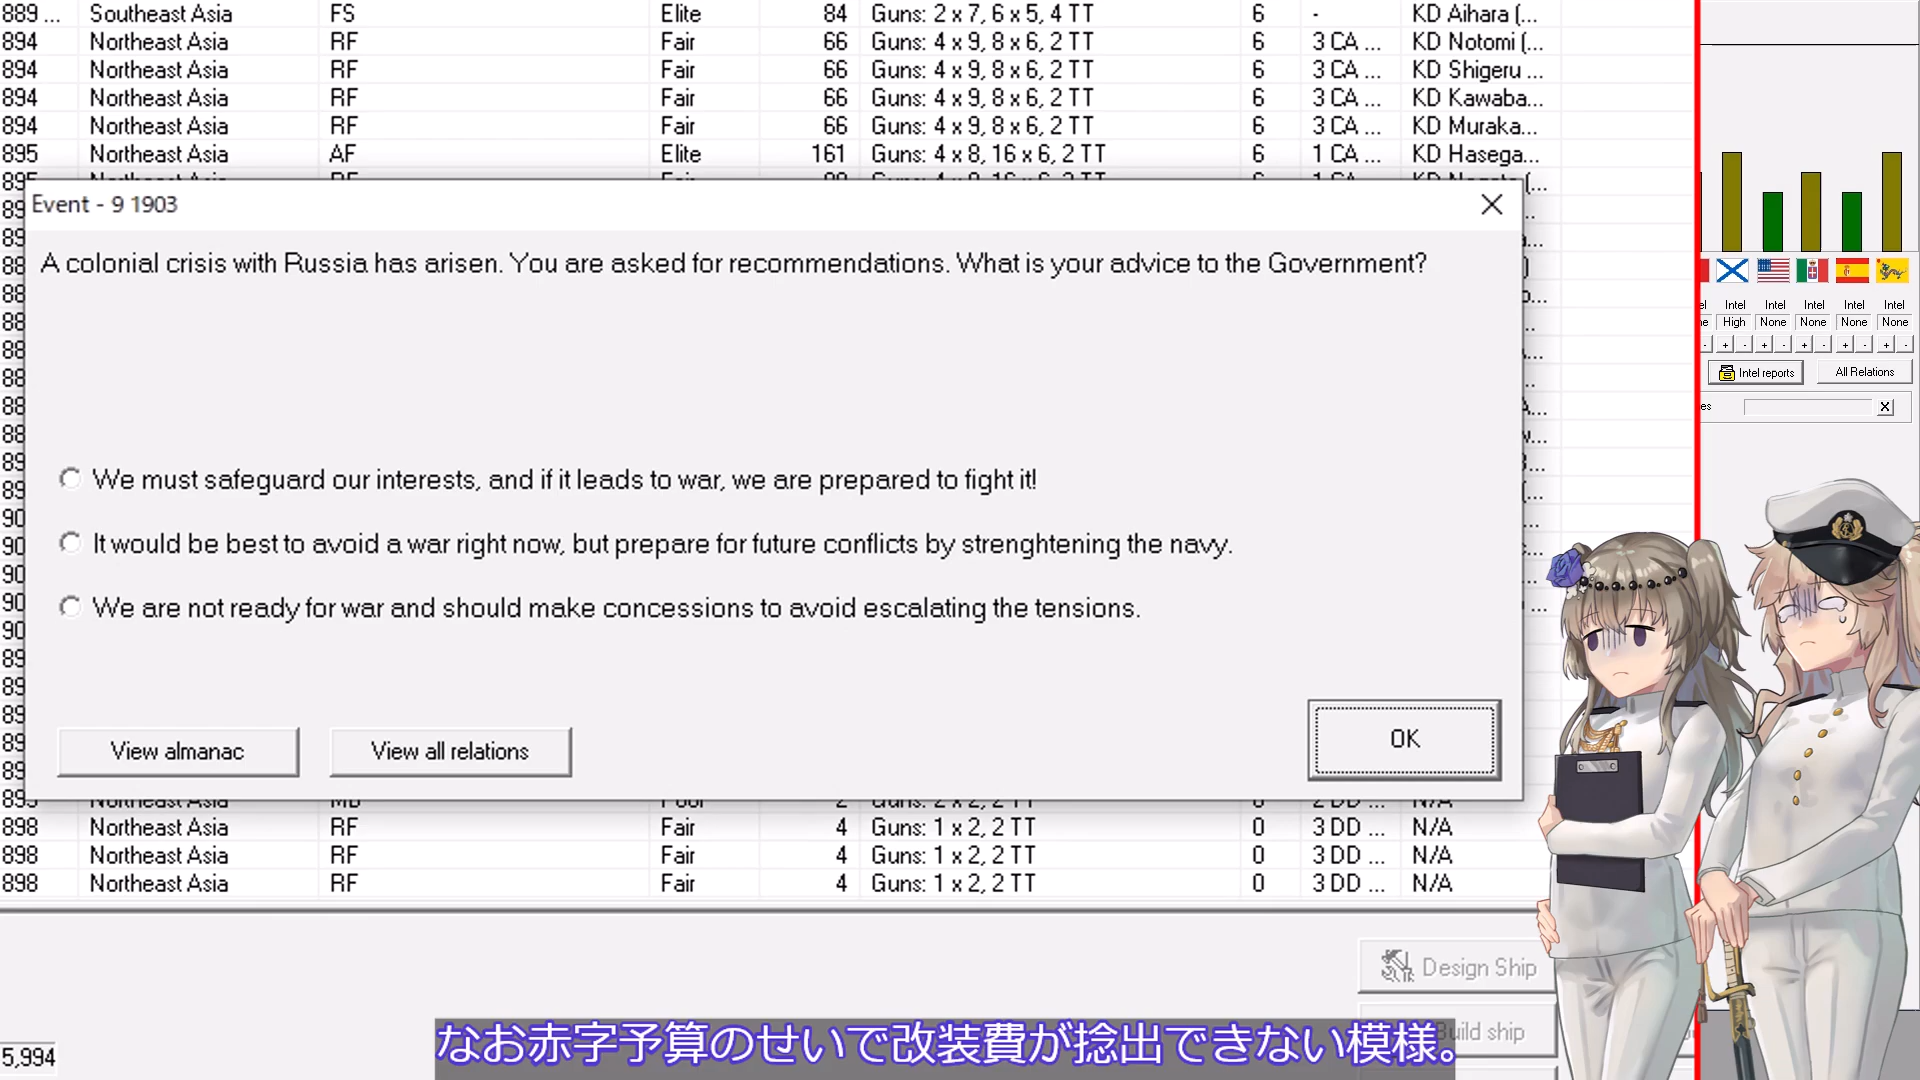 889 ... Southeast Asia FS Elite 84 Guns: 2 x 7, 6 x 5, 4 TT 6 - KD Aihara (...
894 Northeast Asia RF Fair 66 Guns: 4 x 9, 8 x 6, 2 TT 6 3 CA ... KD Notomi (...
894 Northeast Asia RF Fair 66 Guns: 4 x 9, 8 x 6, 2 TT 6 3 CA ... KD Shigeru ...
894 Northeast Asia RF Fair 66 Guns: 4 x 9, 8 x 6, 2 TT 6 3 CA ... KD Kawaba...
894 Northeast Asia RF Fair 66 Guns: 4 x 9, 8 x 6, 2 TT 6 3 CA ... KD Muraka...
895 Northeast Asia AF Elite 161 Guns: 4 x 8, 16 x 6, 2 TT 6 1 CA ... KD Hasega...
Event - 9 1903
A colonial crisis with Russia has arisen. You are asked for recommendations. What is your advice to the Government?
We must safeguard our interests, and if it leads to war, we are prepared to fight it!
It would be best to avoid a war right now, but prepare for future conflicts by strenghtening the navy.
We are not ready for war and should make concessions to avoid escalating the tensions.
View almanac View all relations OK
Intel Intel Intel Intel Intel
High None None None None
+ - + - + - + - + -
Intel reports All Relations
X
898 Northeast Asia RF Fair 4 Guns: 1 x 2, 2 TT 0 3 DD ... N/A
898 Northeast Asia RF Fair 4 Guns: 1 x 2, 2 TT 0 3 DD ... N/A
898 Northeast Asia RF Fair 4 Guns: 1 x 2, 2 TT 0 3 DD ... N/A
Design Ship
Build ship
なお赤字予算のせいで改装費が捻出できない模様。
5,994